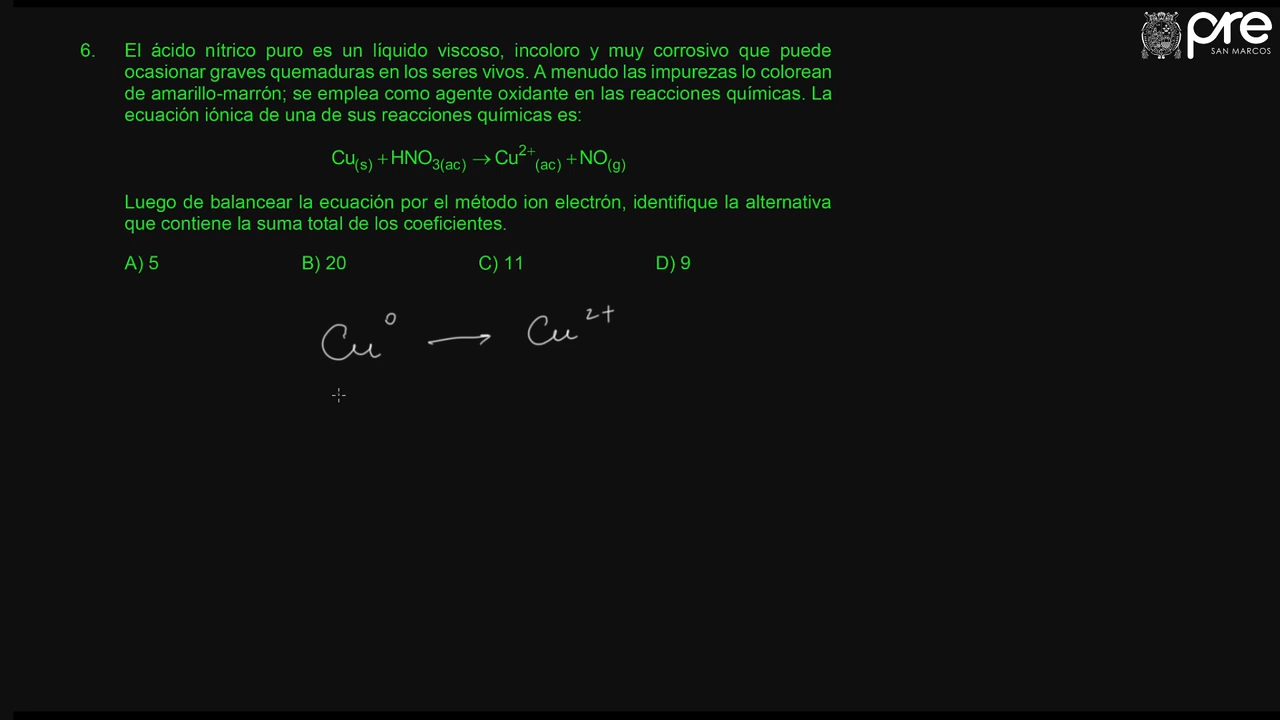 pre
SAN MARCOS
6. El ácido nítrico puro es un líquido viscoso, incoloro y muy corrosivo que puede
ocasionar graves quemaduras en los seres vivos. A menudo las impurezas lo colorean
de amarillo-marrón; se emplea como agente oxidante en las reacciones químicas. La
ecuación iónica de una de sus reacciones químicas es:
Cu(s) + HNO3(ac) → Cu2+(ac) + NO(g)
Luego de balancear la ecuación por el método ion electrón, identifique la alternativa
que contiene la suma total de los coeficientes.
A) 5 B) 20 C) 11 D) 9
Cu0 → Cu2+